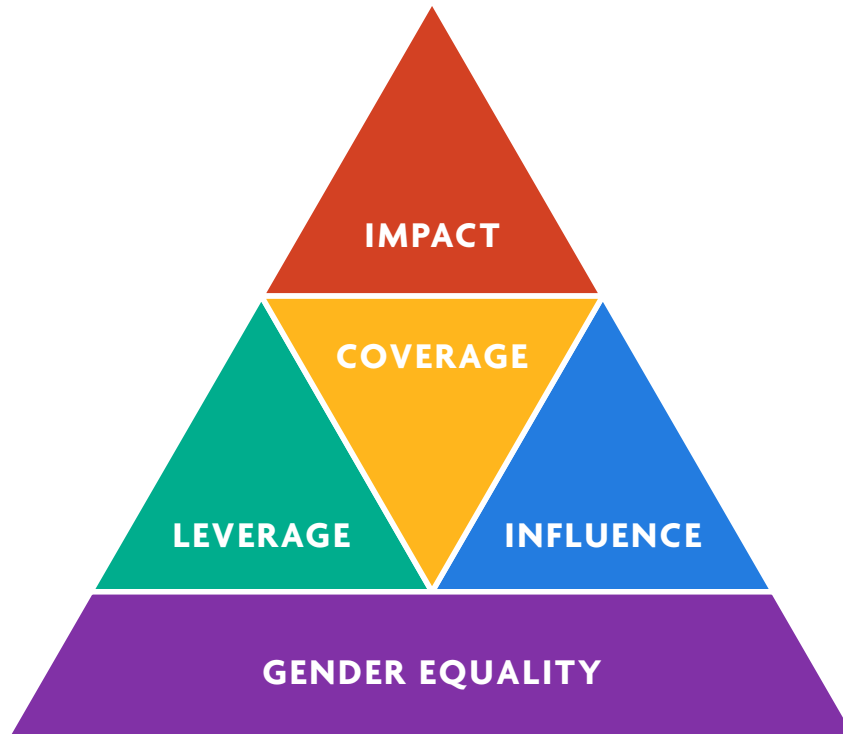 IMPACT
COVERAGE
LEVERAGE
INFLUENCE
GENDER EQUALITY